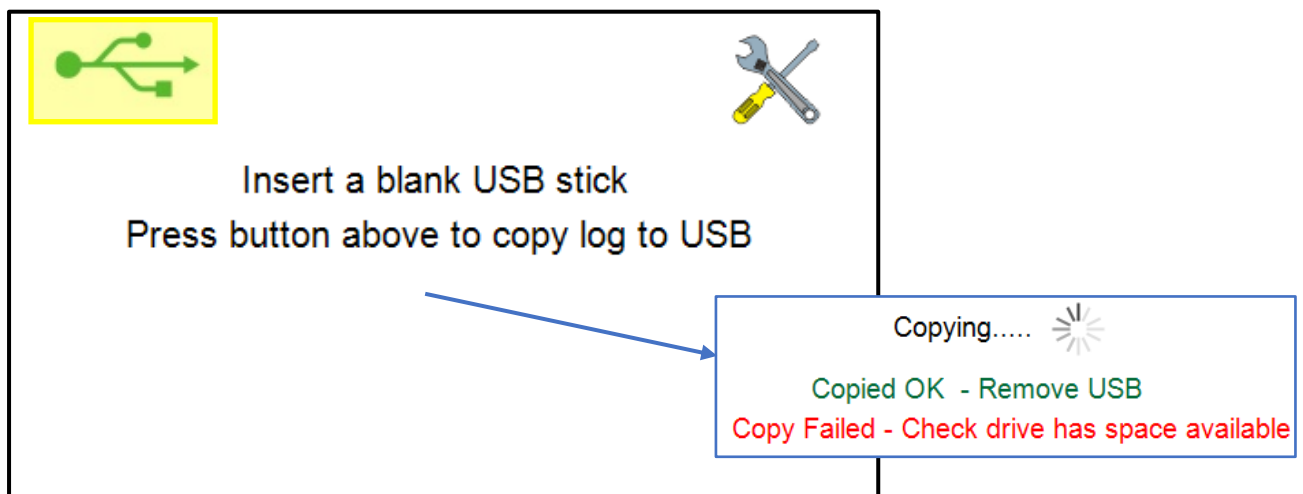 Insert a blank USB stick
Press button above to copy log to USB
Copying.....
Copied OK - Remove USB
Copy Failed - Check drive has space available